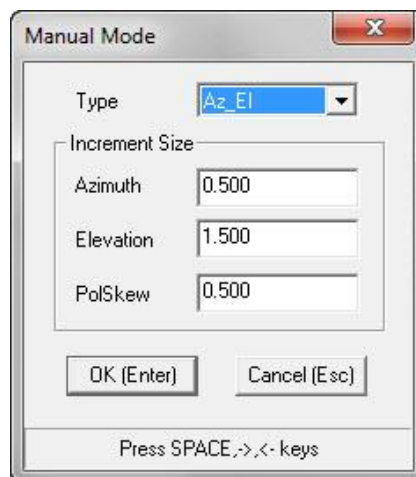 Manual Mode
Type Az_El
Increment Size
Azimuth 0.500
Elevation 1.500
PolSkew 0.500
OK (Enter) Cancel (Esc)
Press SPACE,->,<- keys